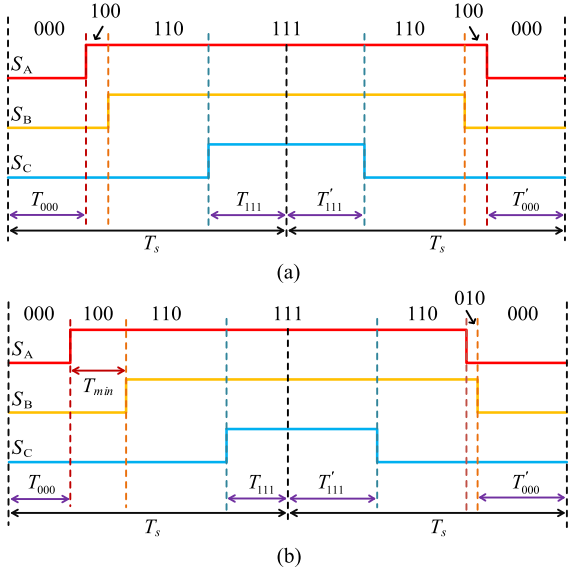 100 100
000 110 111 110 000
S_A
S_B
S_C
T_000 T_111 T'_111 T'_000
T_s T_s
(a)
010
000 100 110 111 110 000
S_A
T_min
S_B
S_C
T_000 T_111 T'_111 T'_000
T_s T_s
(b)